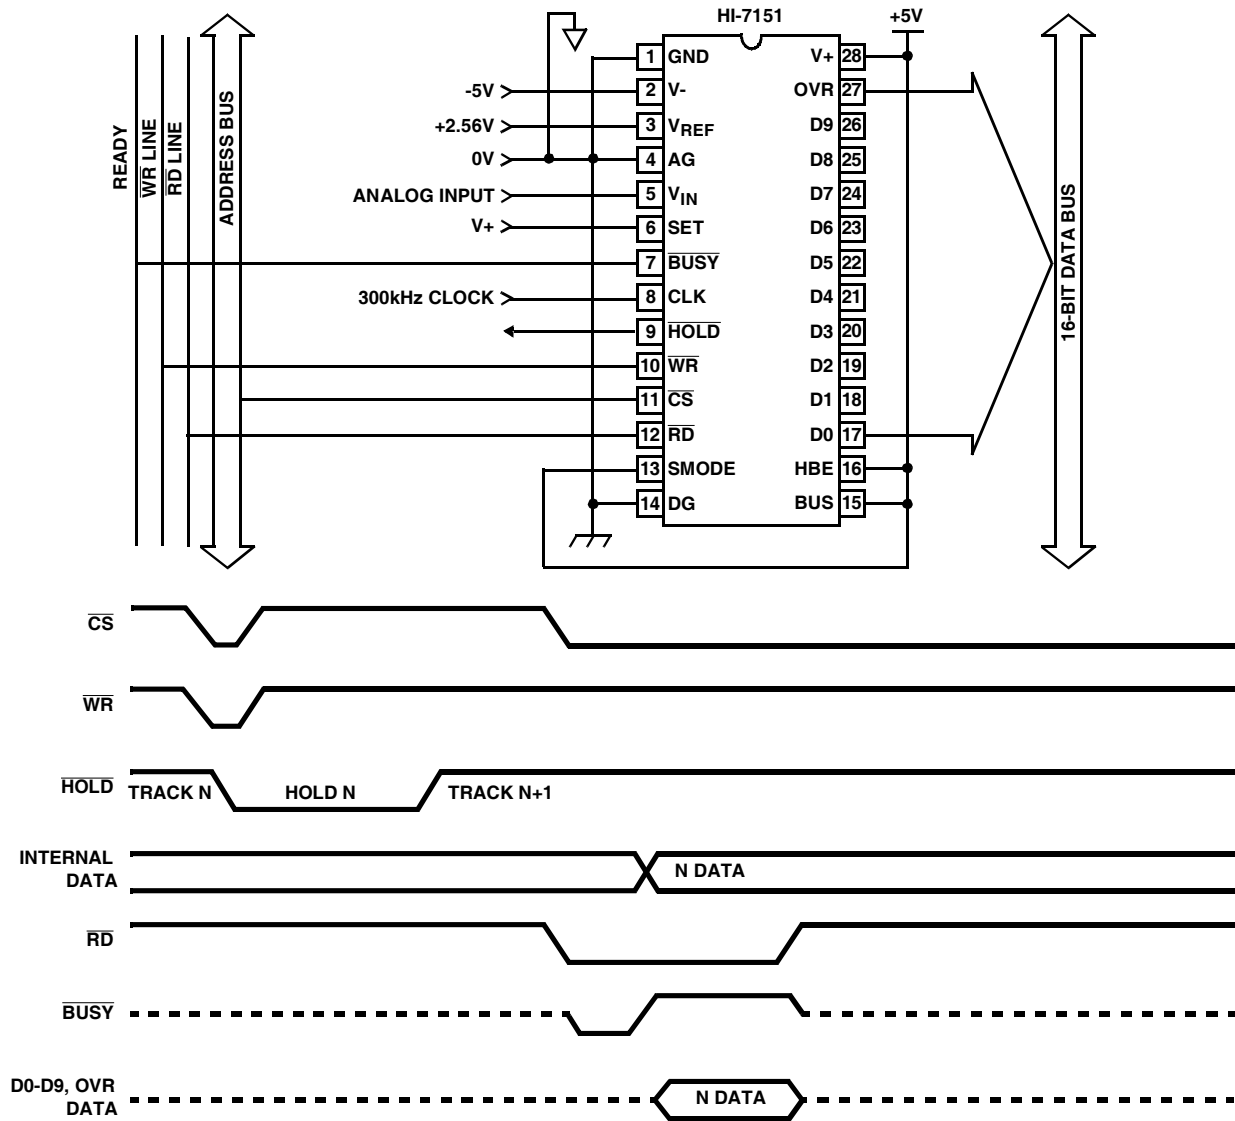 HI-7151
+5V
READY
WR LINE
RD LINE
ADDRESS BUS
-5V
+2.56V
0V
ANALOG INPUT
V+
300kHz CLOCK
1 GND
2 V-
3 VREF
4 AG
5 VIN
6 SET
7 BUSY
8 CLK
9 HOLD
10 WR
11 CS
12 RD
13 SMODE
14 DG
V+ 28
OVR 27
D9 26
D8 25
D7 24
D6 23
D5 22
D4 21
D3 20
D2 19
D1 18
D0 17
HBE 16
BUS 15
16-BIT DATA BUS
CS
WR
HOLD
TRACK N
HOLD N
TRACK N+1
INTERNAL
DATA
N DATA
RD
BUSY
D0-D9, OVR
DATA
N DATA